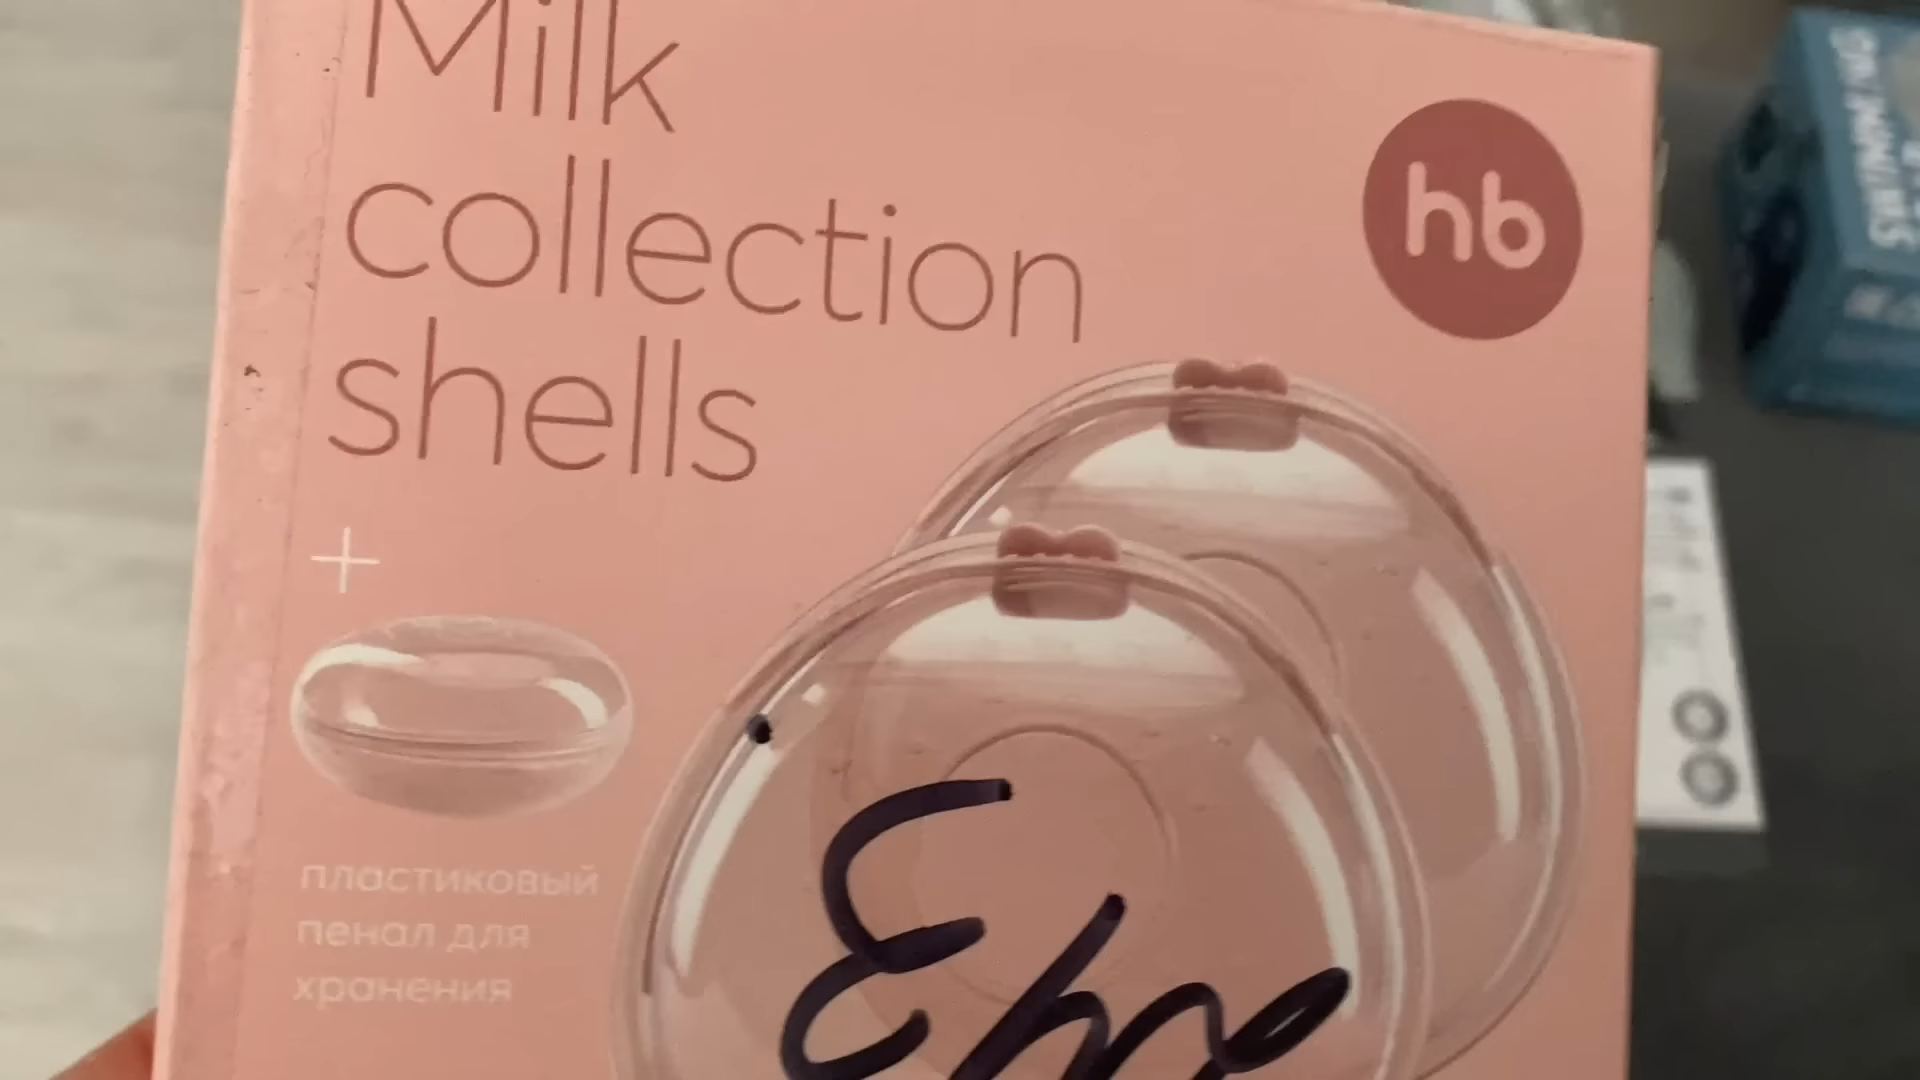 Milk
collection
shells
hb
+
пластиковый
пенал для
хранения